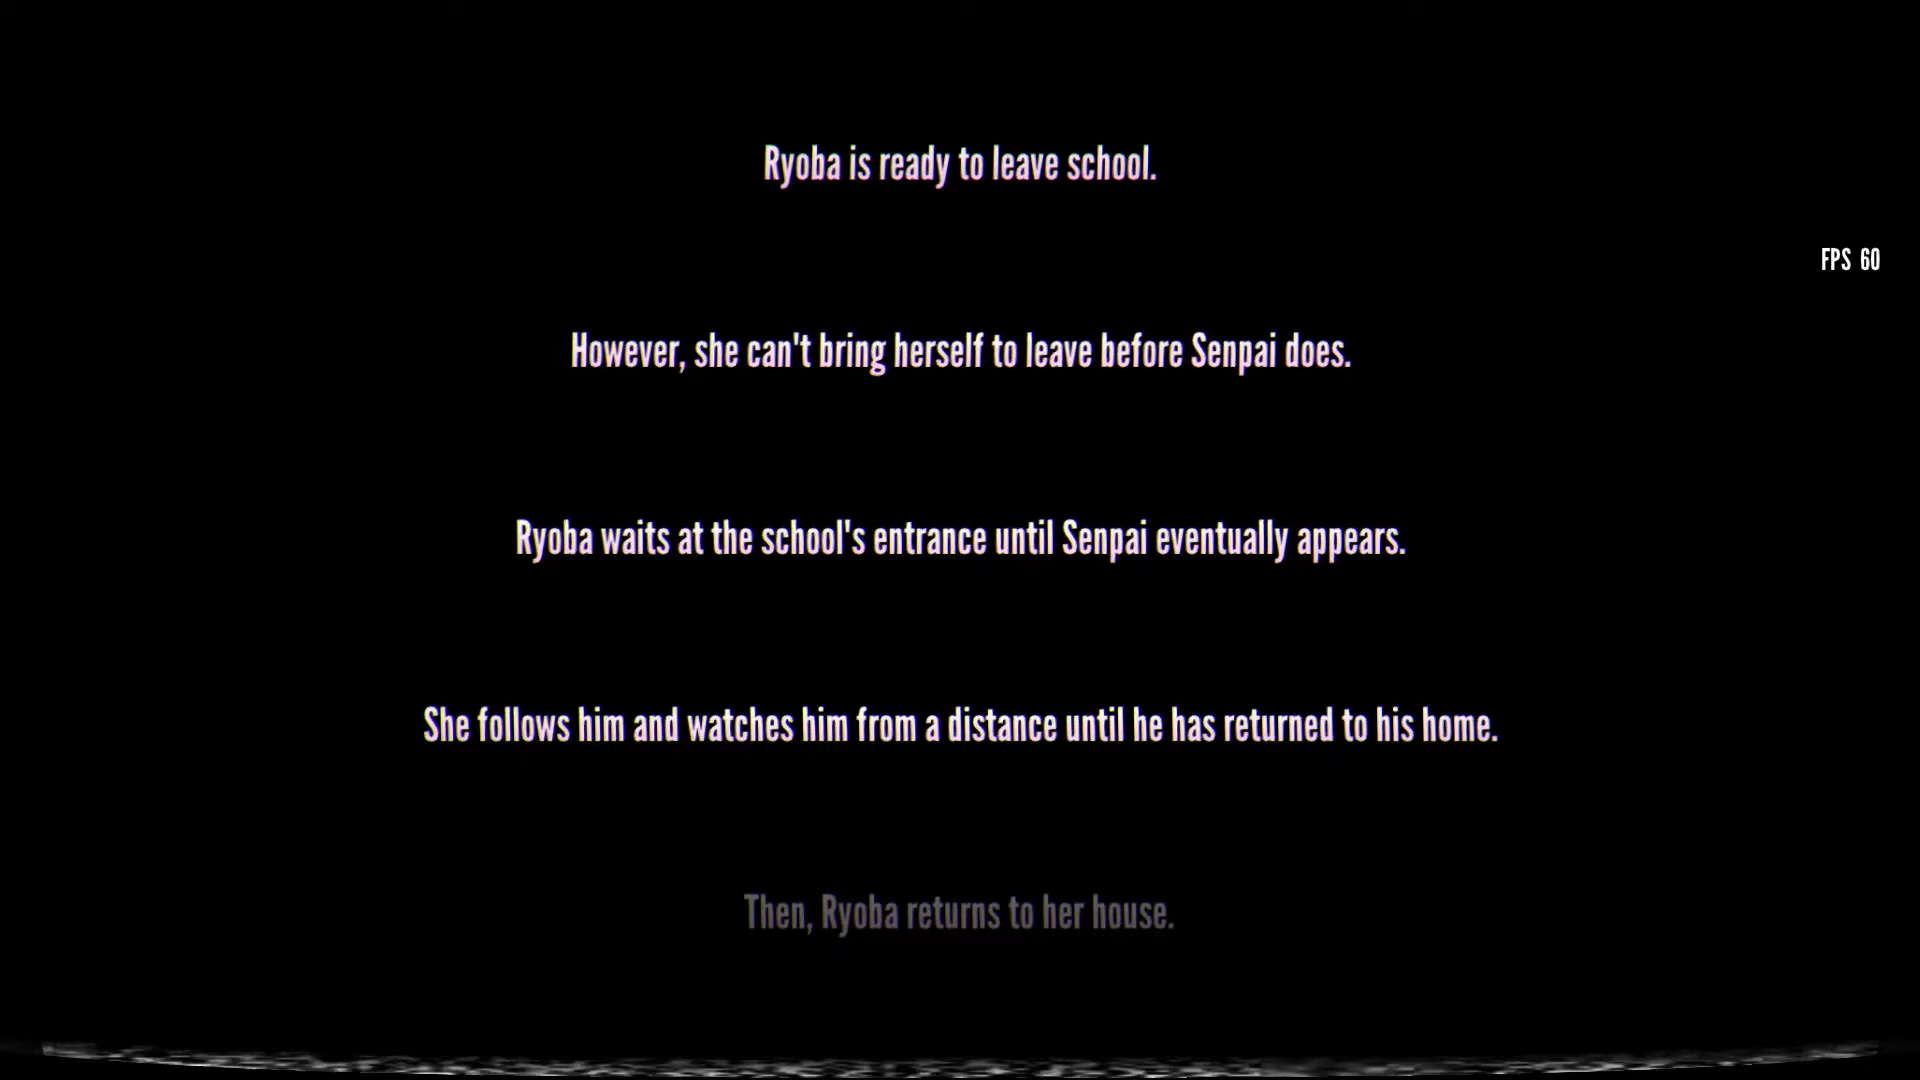 Ryoba is ready to leave school.
FPS 60
However, she can't bring herself to leave before Senpai does.
Ryoba waits at the school's entrance until Senpai eventually appears.
She follows him and watches him from a distance until he has returned to his home.
Then, Ryoba returns to her house.